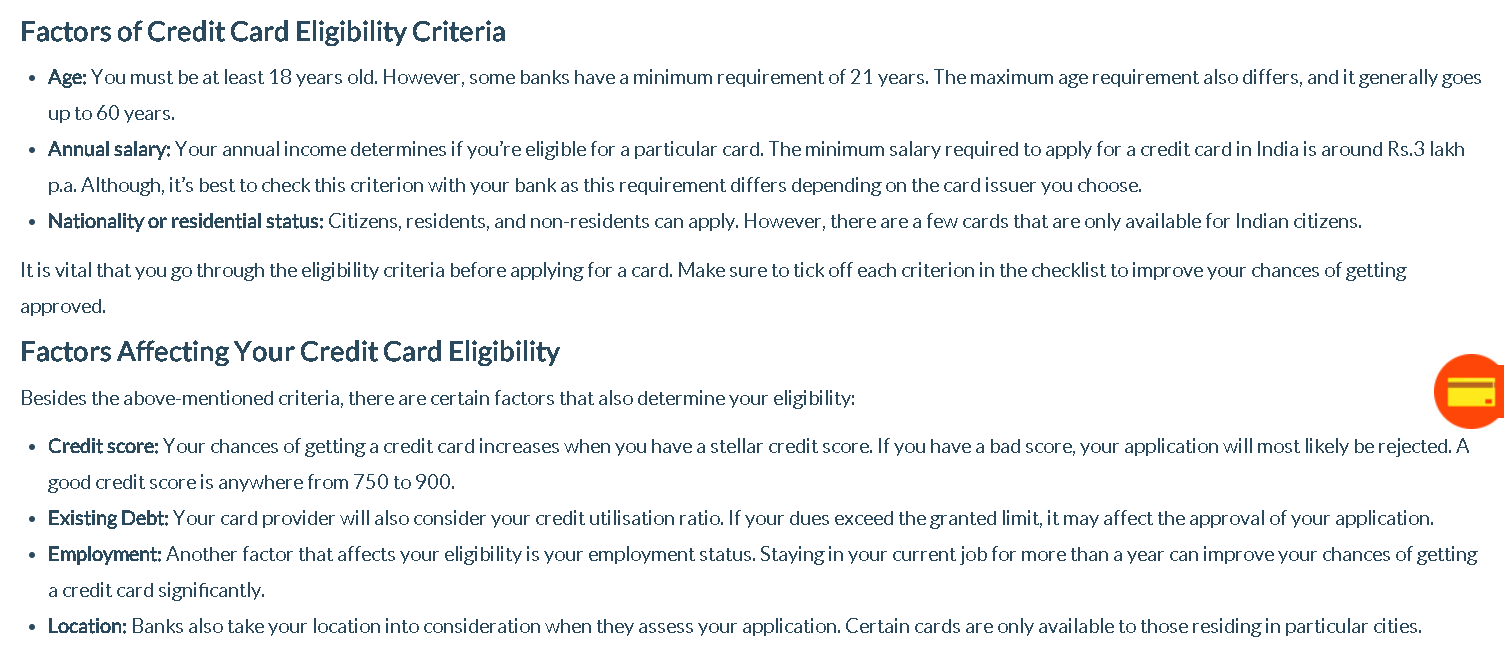 Factors of Credit Card Eligibility Criteria
• Age: You must be at least 18 years old. However, some banks have a minimum requirement of 21 years. The maximum age requirement also differs, and it generally goes
up to 60 years.
• Annual salary: Your annual income determines if you're eligible for a particular card. The minimum salary required to apply for a credit card in India is around Rs.3 lakh
p.a. Although, it's best to check this criterion with your bank as this requirement differs depending on the card issuer you choose.
• Nationality or residential status: Citizens, residents, and non-residents can apply. However, there are a few cards that are only available for Indian citizens.
It is vital that you go through the eligibility criteria before applying for a card. Make sure to tick off each criterion in the checklist to improve your chances of getting
approved.
Factors Affecting Your Credit Card Eligibility
Besides the above-mentioned criteria, there are certain factors that also determine your eligibility:
• Credit score: Your chances of getting a credit card increases when you have a stellar credit score. If you have a bad score, your application will most likely be rejected. A
good credit score is anywhere from 750 to 900.
• Existing Debt: Your card provider will also consider your credit utilisation ratio. If your dues exceed the granted limit, it may affect the approval of your application.
• Employment: Another factor that affects your eligibility is your employment status. Staying in your current job for more than a year can improve your chances of getting
a credit card significantly.
• Location: Banks also take your location into consideration when they assess your application. Certain cards are only available to those residing in particular cities.